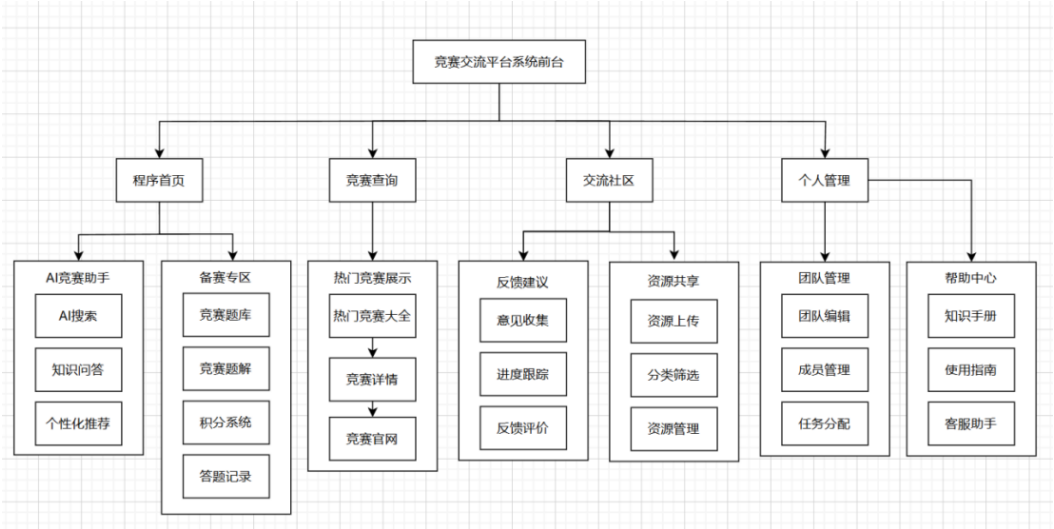 竞赛交流平台系统前台
程序首页
竞赛查询
交流社区
个人管理
AI竞赛助手
AI搜索
知识问答
个性化推荐
备赛专区
竞赛题库
竞赛题解
积分系统
答题记录
热门竞赛展示
热门竞赛大全
竞赛详情
竞赛官网
反馈建议
意见收集
进度跟踪
反馈评价
资源共享
资源上传
分类筛选
资源管理
团队管理
团队编辑
成员管理
任务分配
帮助中心
知识手册
使用指南
客服助手